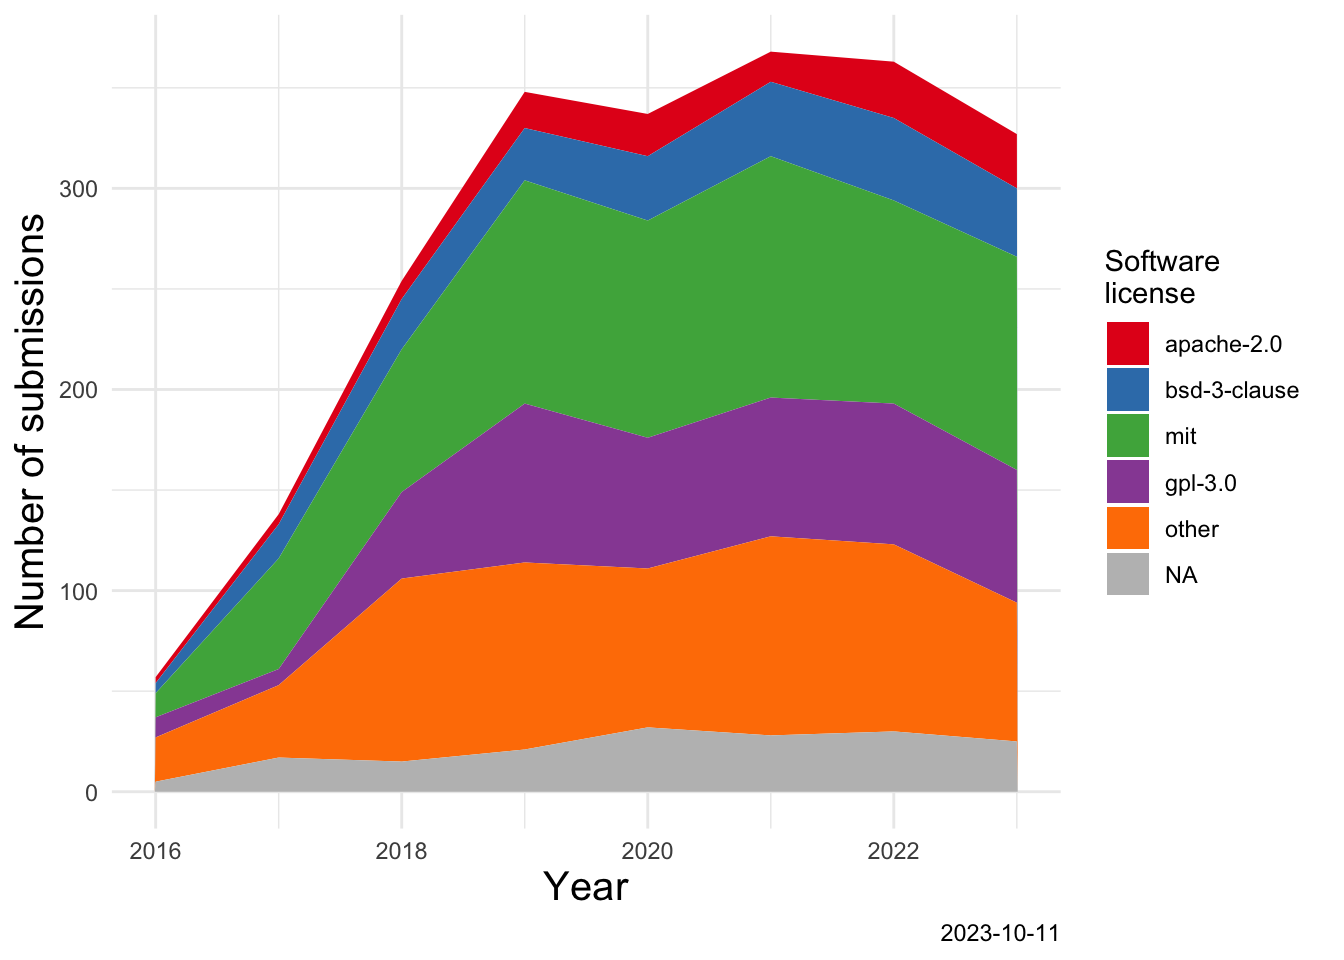 Number of submissions
300
200
100
0
2016
2018
2020
2022
Year
2023-10-11
Software
license
apache-2.0
bsd-3-clause
mit
gpl-3.0
other
NA